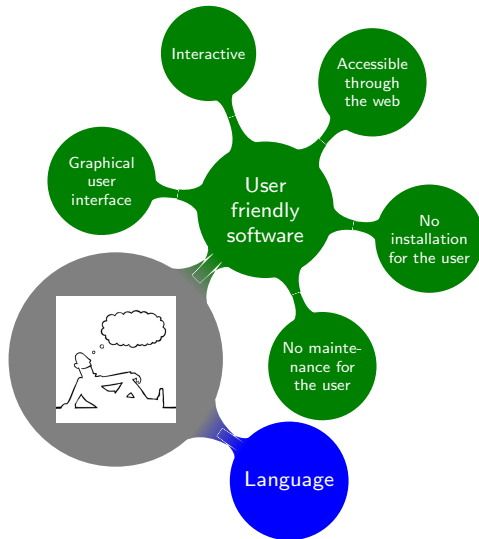 Interactive
Accessible
through
the web
Graphical
user
interface
User
friendly
software
No
installation
for the user
No mainte-
nance for
the user
Language